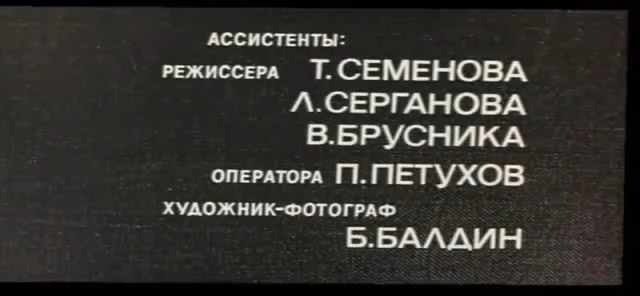 АССИСТЕНТЫ:
РЕЖИССЕРА Т. СЕМЕНОВА
Л.СЕРГАНОВА
В.БРУСНИКА
ОПЕРАТОРА П.ПЕТУХОВ
ХУДОЖНИК-ФОТОГРАФ
Б.БАЛДИН